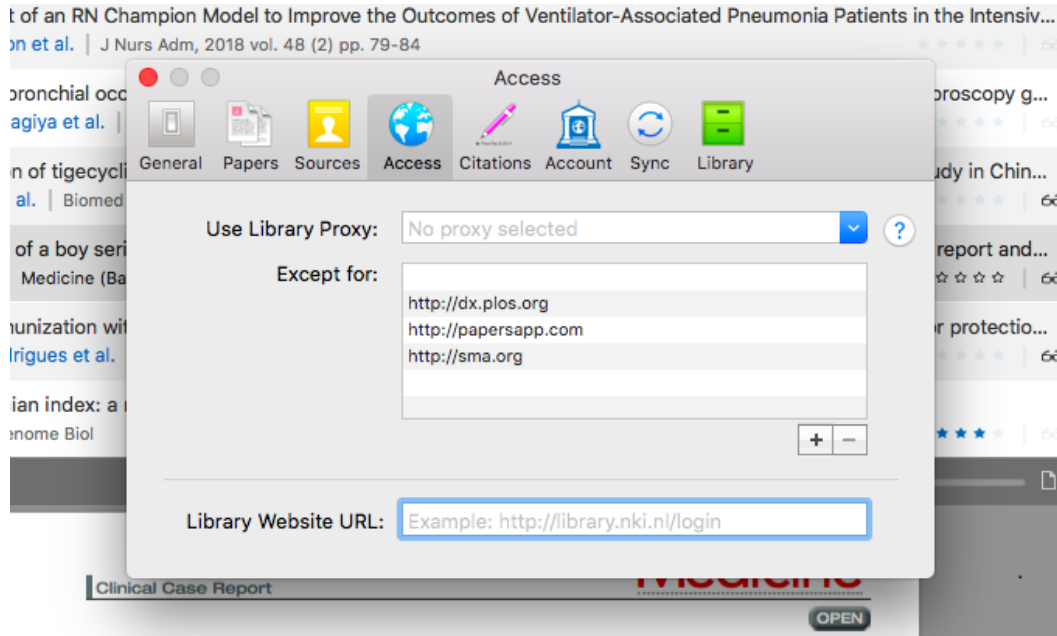 t of an RN Champion Model to Improve the Outcomes of Ventilator-Associated Pneumonia Patients in the Intensiv...
on et al. | J Nurs Adm, 2018 vol. 48 (2) pp. 79-84
Access
bronchial occ
roscopy g...
agiya et al. |
General Papers Sources Access Citations Account Sync Library
n of tigecycli
udy in Chin...
al. | Biomed
Use Library Proxy: No proxy selected ?
of a boy seri
report and...
Except for:
Medicine (Ba
http://dx.plos.org
http://papersapp.com
nunization wit
r protectio...
http://sma.org
drigues et al.
ian index: a
enome Biol
+ −
Library Website URL: Example: http://library.nki.nl/login
Clinical Case Report
OPEN